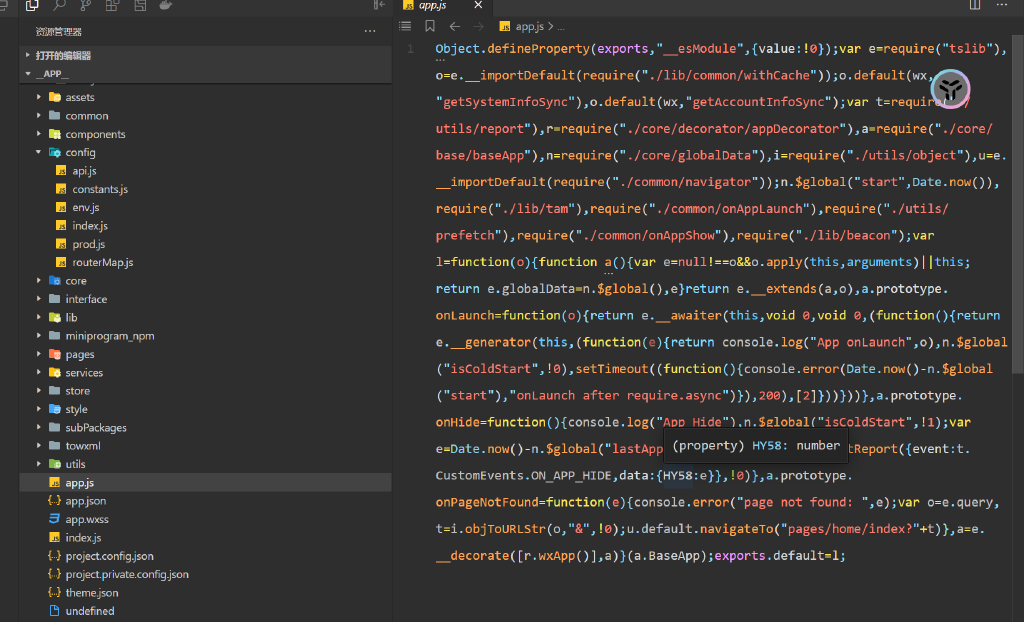 app.js
资源管理器
打开的编辑器
__APP__
assets
common
components
config
api.js
constants.js
env.js
index.js
prod.js
routerMap.js
core
interface
lib
miniprogram_npm
pages
services
store
style
subPackages
towxml
utils
app.js
app.json
app.wxss
index.js
project.config.json
project.private.config.json
theme.json
undefined
app.js > ...
1 Object.defineProperty(exports,"__esModule",{value:!0});var e=require("tslib"),
o=e.__importDefault(require("./lib/common/withCache"));o.default(wx,
"getSystemInfoSync"),o.default(wx,"getAccountInfoSync");var t=require(
utils/report"),r=require("./core/decorator/appDecorator"),a=require("./core/
base/baseApp"),n=require("./core/globalData"),i=require("./utils/object"),u=e.
__importDefault(require("./common/navigator"));n.$global("start",Date.now()),
require("./lib/tam"),require("./common/onAppLaunch"),require("./utils/
prefetch"),require("./common/onAppShow"),require("./lib/beacon");var
l=function(o){function a(){var e=null!==o&&o.apply(this,arguments)||this;
return e.globalData=n.$global(),e}return e.__extends(a,o),a.prototype.
onLaunch=function(o){return e.__awaiter(this,void 0,void 0,(function(){return
e.__generator(this,(function(e){return console.log("App onLaunch",o),n.$global
("isColdStart",!0),setTimeout((function(){console.error(Date.now()-n.$global
("start"),"onLaunch after require.async")}),200),[2]}))}))},a.prototype.
onHide=function(){console.log("App Hide"),n.$global("isColdStart",!1);var
e=Date.now()-n.$global("lastApp tReport({event:t.
(property) HY58: number
CustomEvents.ON_APP_HIDE,data:{HY58:e}},!0)},a.prototype.
onPageNotFound=function(e){console.error("page not found: ",e);var o=e.query,
t=i.objToURLStr(o,"&",!0);u.default.navigateTo("pages/home/index?"+t)},a=e.
__decorate([r.wxApp()],a)}(a.BaseApp);exports.default=l;